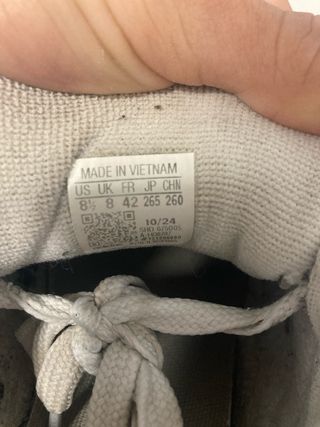 MADE IN VIETNAM
US UK FR JP CHN
8½ 8 42 265 260
10/24